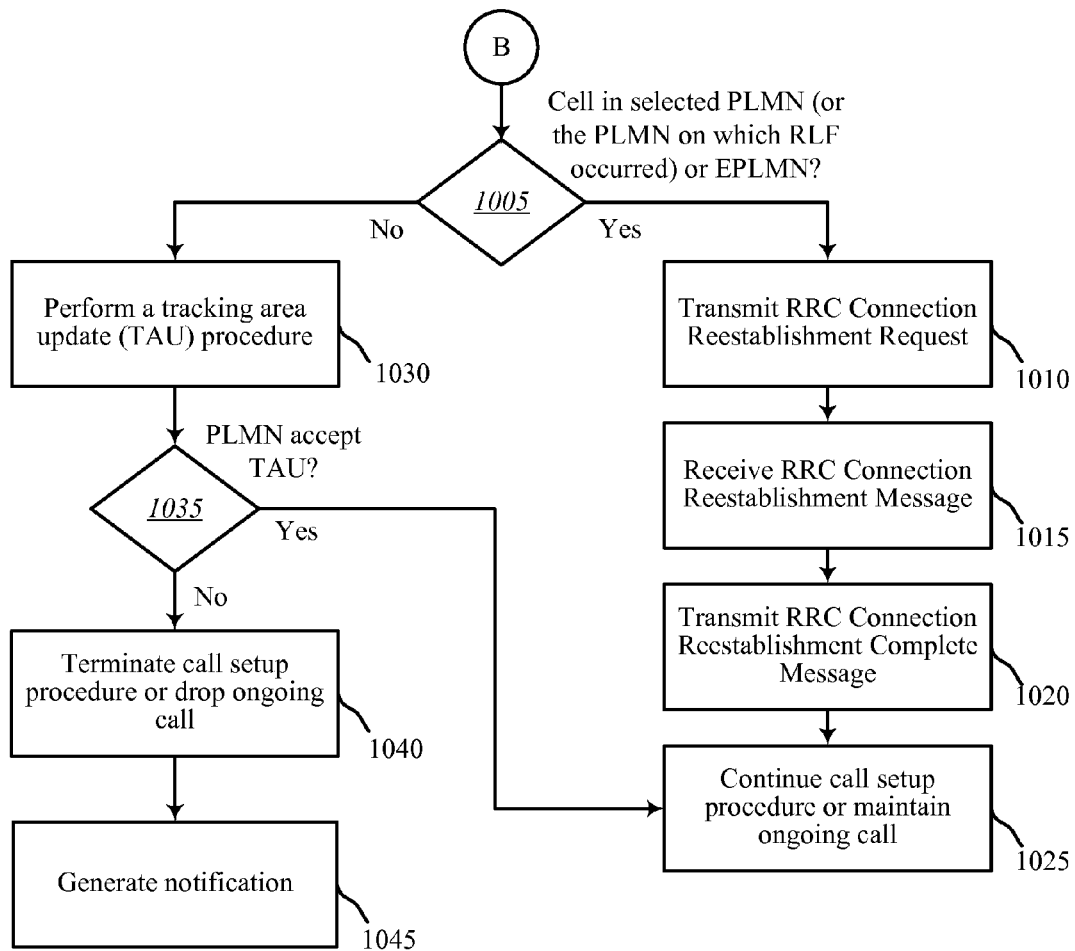 B
Cell in selected PLMN (or
the PLMN on which RLF
occurred) or EPLMN?
1005
No
Yes
Perform a tracking area
update (TAU) procedure
1030
Transmit RRC Connection
Reestablishment Request
1010
PLMN accept
TAU?
1035
Yes
No
Receive RRC Connection
Reestablishment Message
1015
Terminate call setup
procedure or drop ongoing
call
1040
Transmit RRC Connection
Reestablishment Complete
Message
1020
Continue call setup
procedure or maintain
ongoing call
1025
Generate notification
1045